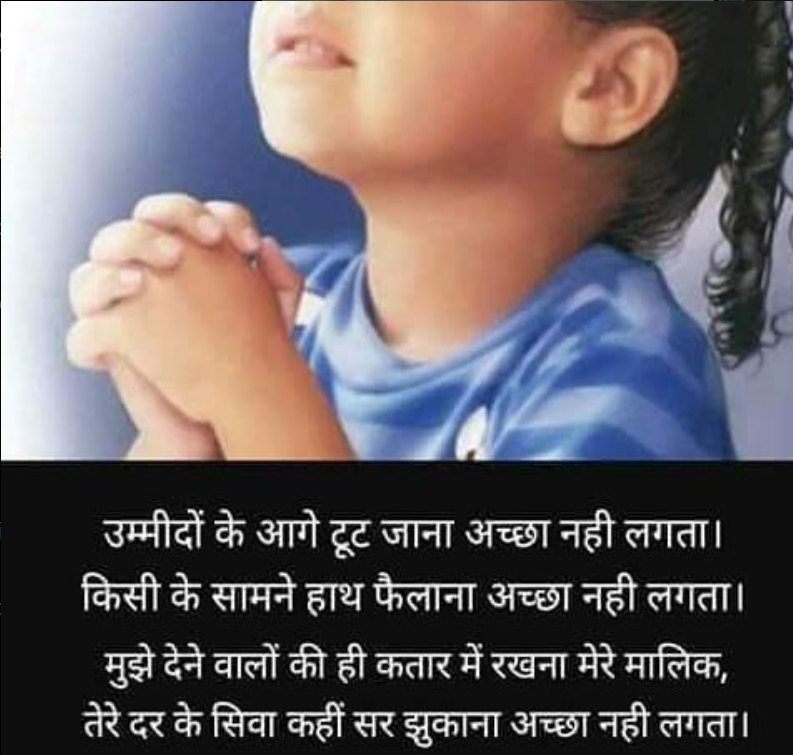 उम्मीदों के आगे टूट जाना अच्छा नही लगता।
किसी के सामने हाथ फैलाना अच्छा नही लगता।
मुझे देने वालों की ही कतार में रखना मेरे मालिक,
तेरे दर के सिवा कहीं सर झुकाना अच्छा नही लगता।